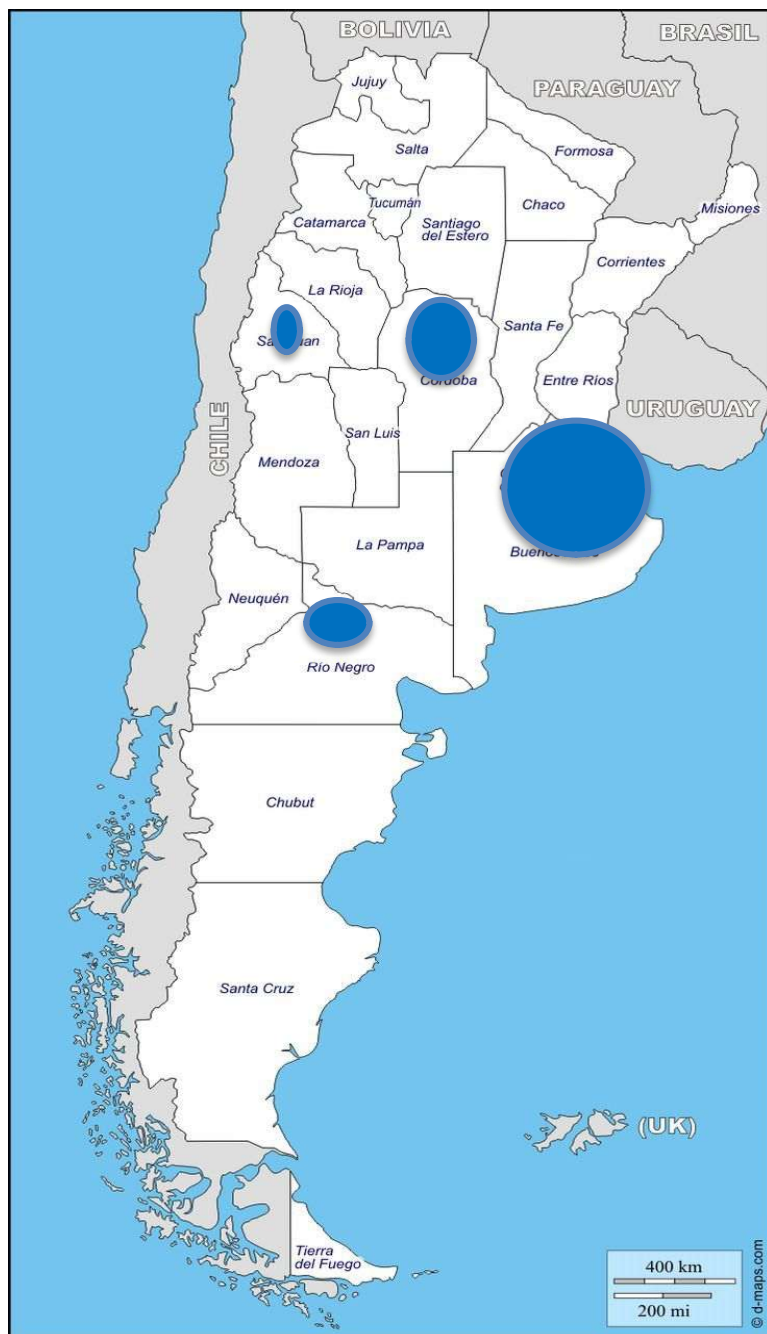 BOLIVIA
BRASIL
Jujuy
PARAGUAY
Salta
Formosa
Tucumán
Chaco
Misiones
Catamarca
Santiago
del Estero
Corrientes
La Rioja
Santa Fe
Entre Ríos
URUGUAY
CHILE
San Luis
Mendoza
La Pampa
Neuquén
Río Negro
Chubut
Santa Cruz
(UK)
Tierra
del Fuego
400 km
200 mi
© d-maps.com